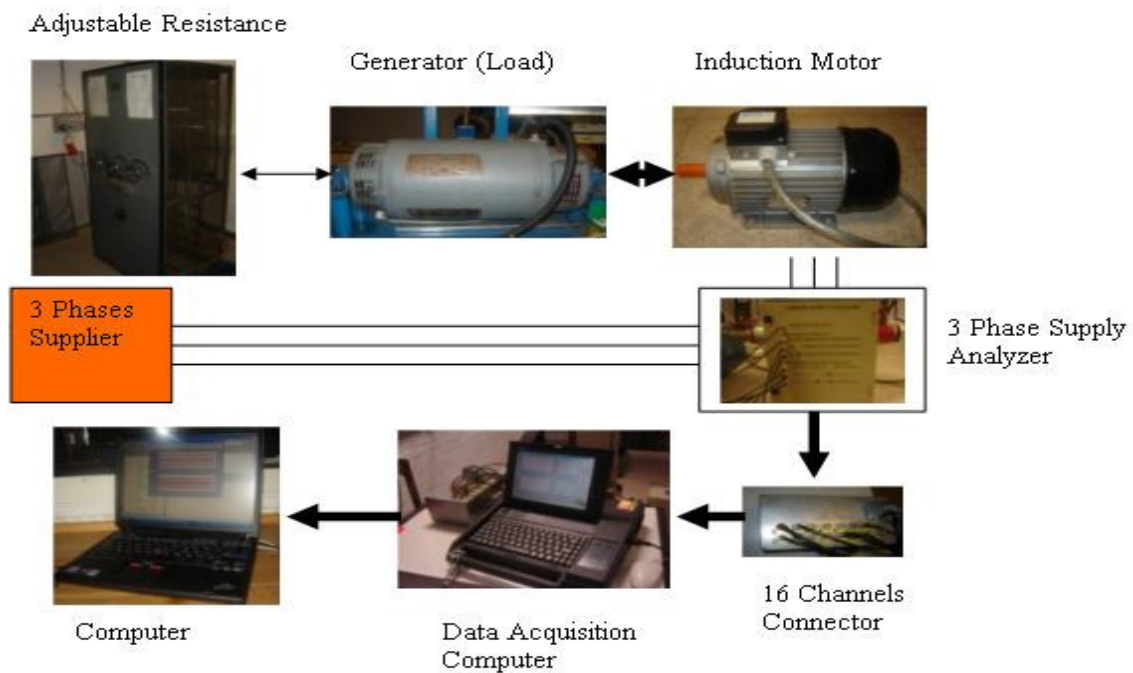 Adjustable Resistance
Generator (Load)
Induction Motor
3 Phases
Supplier
3 Phase Supply
Analyzer
Computer
Data Acquisition
Computer
16 Channels
Connector